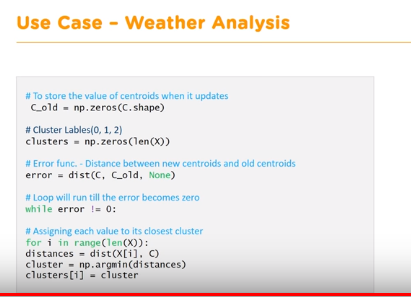 Use Case – Weather Analysis
# To store the value of centroids when it updates
C_old = np.zeros(C.shape)
# Cluster Lables(0, 1, 2)
clusters = np.zeros(len(X))
# Error func. - Distance between new centroids and old centroids
error = dist(C, C_old, None)
# Loop will run till the error becomes zero
while error != 0:
# Assigning each value to its closest cluster
for i in range(len(X)):
distances = dist(X[i], C)
cluster = np.argmin(distances)
clusters[i] = cluster